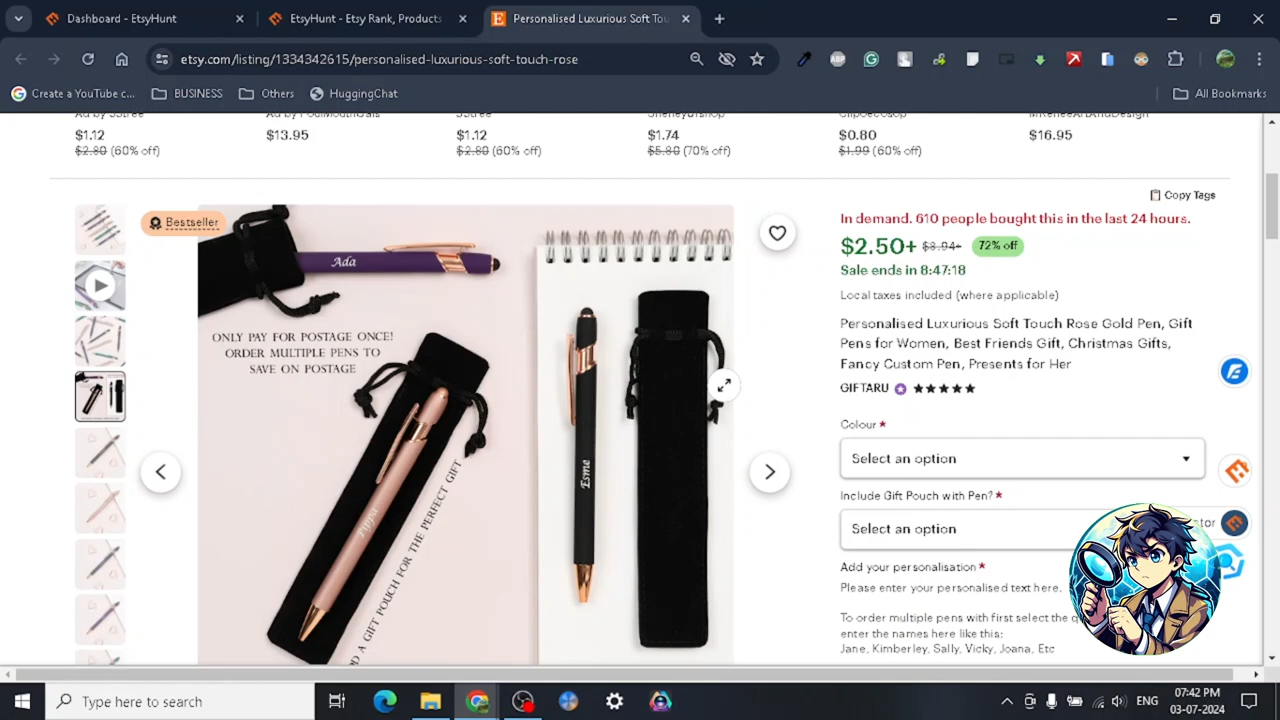 Dashboard - EtsyHunt
EtsyHunt - Etsy Rank, Products
Personalised Luxurious Soft Tou
etsy.com/listing/1334342615/personalised-luxurious-soft-touch-rose
Create a YouTube c...
BUSINESS
Others
HuggingChat
All Bookmarks
$1.12
$13.95
$1.12
$1.74
$0.80
$16.95
$2.80 (60% off)
$2.80 (60% off)
$5.80 (70% off)
$1.99 (60% off)
Copy Tags
Bestseller
In demand. 610 people bought this in the last 24 hours.
$2.50+ $8.94+ 72% off
Sale ends in 8:47:18
Local taxes included (where applicable)
Personalised Luxurious Soft Touch Rose Gold Pen, Gift
Pens for Women, Best Friends Gift, Christmas Gifts,
Fancy Custom Pen, Presents for Her
GIFTARU
Ada
ONLY PAY FOR POSTAGE ONCE!
ORDER MULTIPLE PENS TO
SAVE ON POSTAGE
Esme
Pippa
D A GIFT POUCH FOR THE PERFECT GIFT
Colour *
Select an option
Include Gift Pouch with Pen? *
Select an option
Add your personalisation *
Please enter your personalised text here.
To order multiple pens with first select the q
enter the names here like this:
Jane, Kimberley, Sally, Vicky, Joana, Etc
Type here to search
ENG
07:42 PM
03-07-2024